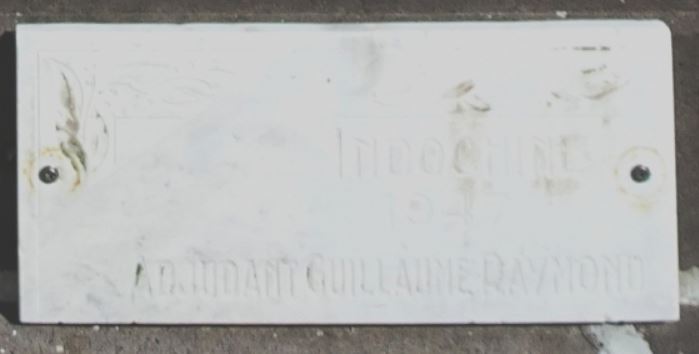 INDOCHINE
1947
ADJUDANT GUILLAUME RAYMOND